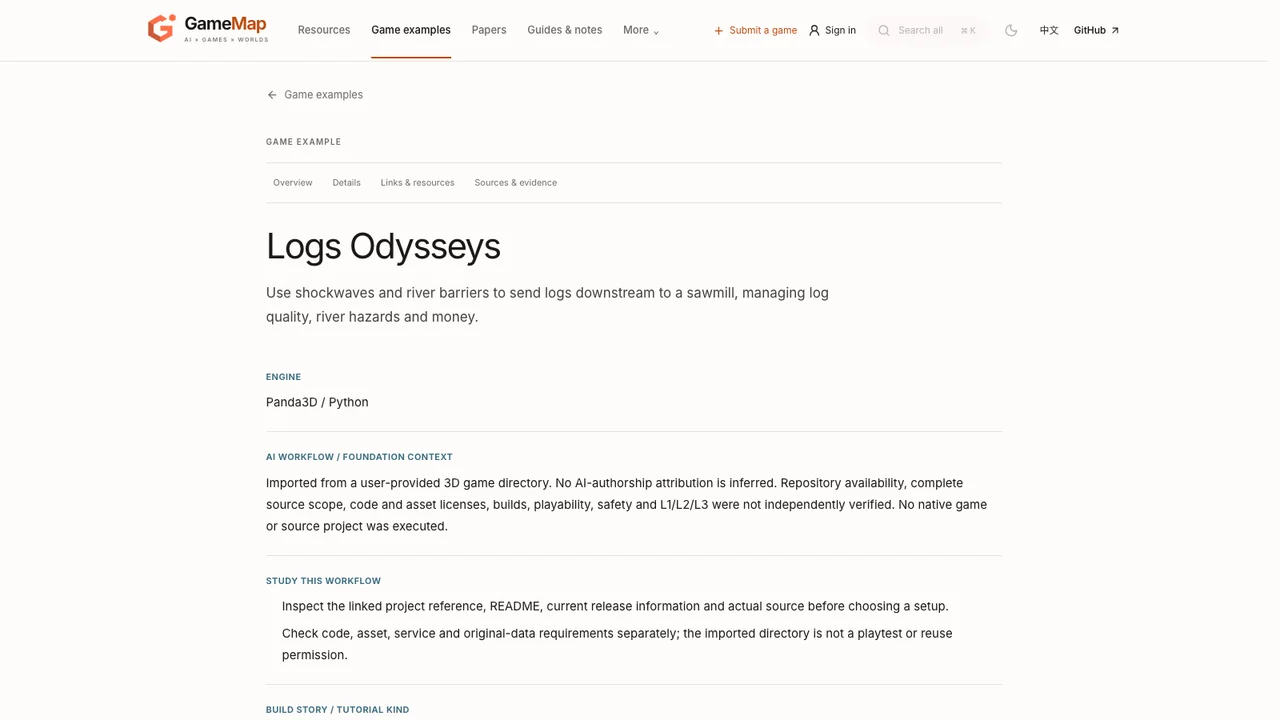 GameMap
AI × GAMES × WORLDS
Resources
Game examples
Papers
Guides & notes
More
+ Submit a game
Sign in
Search all
⌘ K
中文
GitHub ↗
← Game examples
GAME EXAMPLE
Overview
Details
Links & resources
Sources & evidence
Logs Odysseys
Use shockwaves and river barriers to send logs downstream to a sawmill, managing log
quality, river hazards and money.
ENGINE
Panda3D / Python
AI WORKFLOW / FOUNDATION CONTEXT
Imported from a user-provided 3D game directory. No AI-authorship attribution is inferred. Repository availability, complete
source scope, code and asset licenses, builds, playability, safety and L1/L2/L3 were not independently verified. No native game
or source project was executed.
STUDY THIS WORKFLOW
Inspect the linked project reference, README, current release information and actual source before choosing a setup.
Check code, asset, service and original-data requirements separately; the imported directory is not a playtest or reuse
permission.
BUILD STORY / TUTORIAL KIND